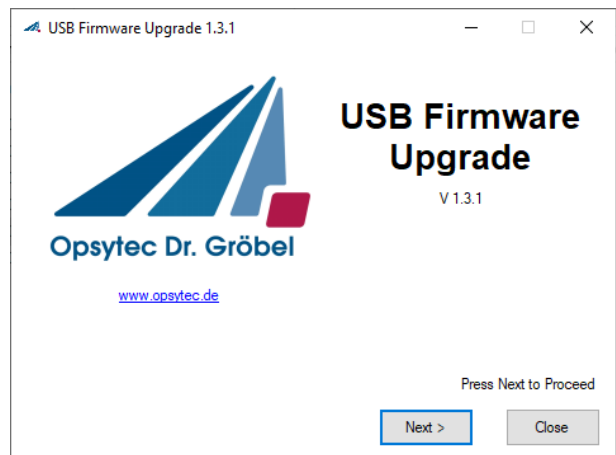 USB Firmware Upgrade 1.3.1
USB Firmware
Upgrade
V 1.3.1
Opsytec Dr. Gröbel
www.opsytec.de
Press Next to Proceed
Next >
Close